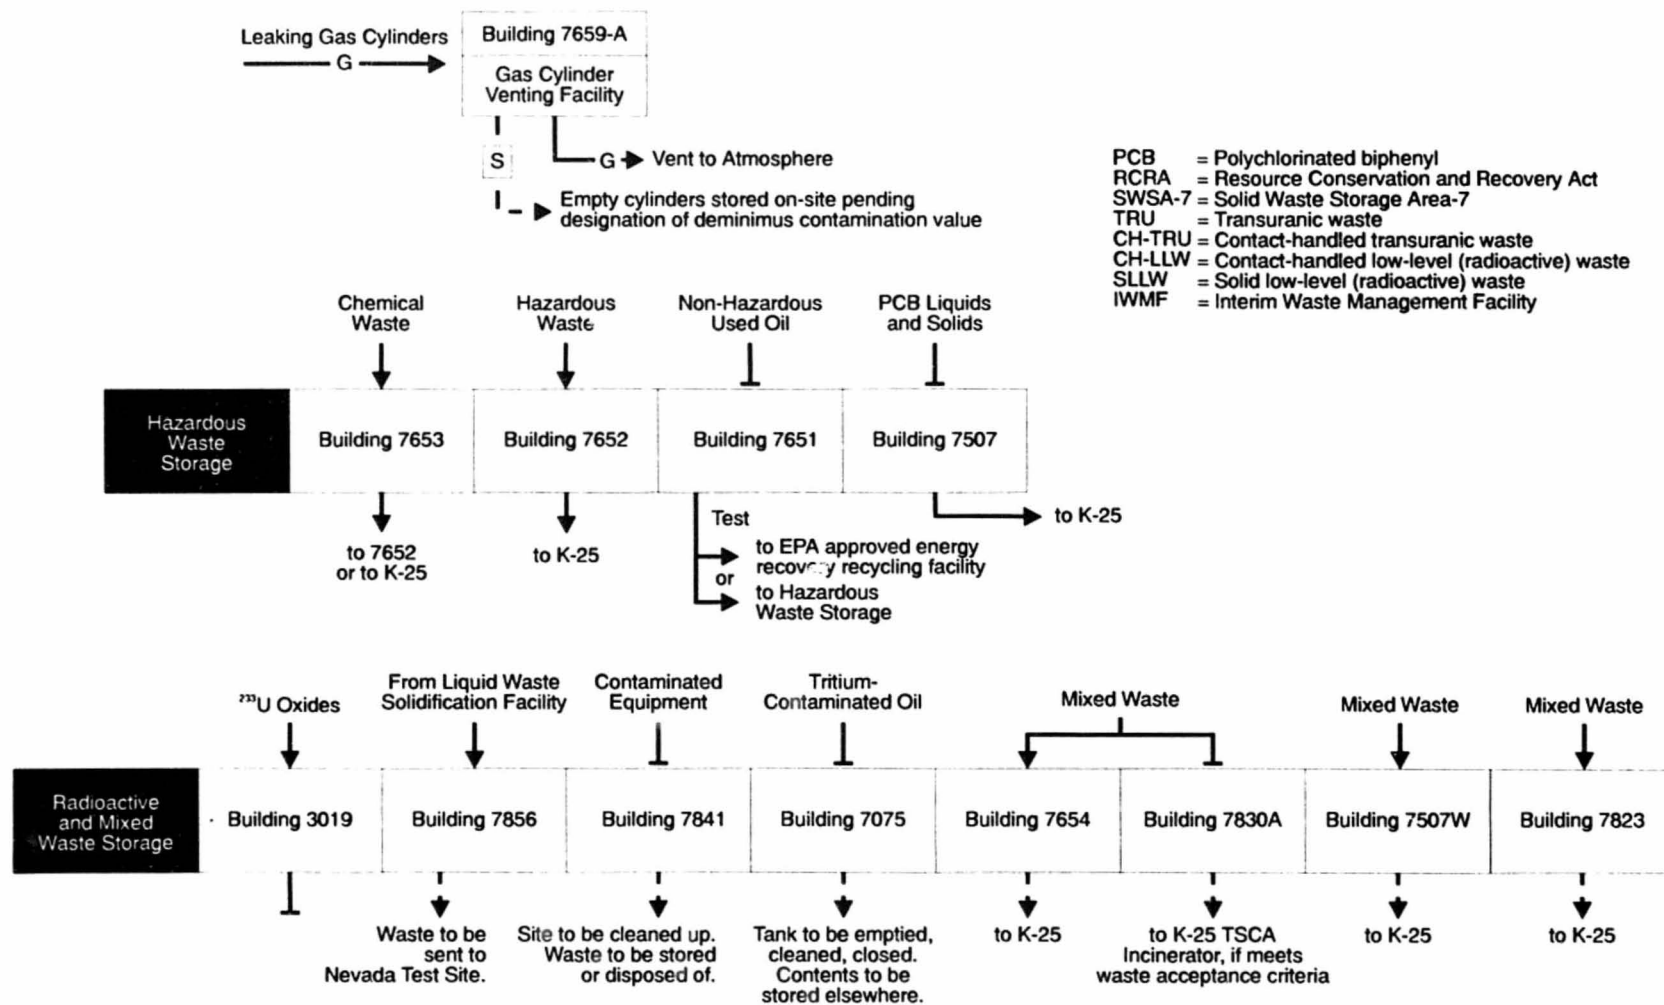 Leaking Gas Cylinders
G
Building 7659-A
Gas Cylinder
Venting Facility
S
G
Vent to Atmosphere
Empty cylinders stored on-site pending
designation of deminimus contamination value
PCB = Polychlorinated biphenyl
RCRA = Resource Conservation and Recovery Act
SWSA-7 = Solid Waste Storage Area-7
TRU = Transuranic waste
CH-TRU = Contact-handled transuranic waste
CH-LLW = Contact-handled low-level (radioactive) waste
SLLW = Solid low-level (radioactive) waste
IWMF = Interim Waste Management Facility
Chemical
Waste
Hazardous
Waste
Non-Hazardous
Used Oil
PCB Liquids
and Solids
Hazardous
Waste
Storage
Building 7653
Building 7652
Building 7651
Building 7507
to 7652
or to K-25
to K-25
Test
to EPA approved energy
recovery recycling facility
or
to Hazardous
Waste Storage
to K-25
²³³U Oxides
From Liquid Waste
Solidification Facility
Contaminated
Equipment
Tritium-
Contaminated Oil
Mixed Waste
Mixed Waste
Mixed Waste
Radioactive
and Mixed
Waste Storage
Building 3019
Building 7856
Building 7841
Building 7075
Building 7654
Building 7830A
Building 7507W
Building 7823
Waste to be
sent to
Nevada Test Site.
Site to be cleaned up.
Waste to be stored
or disposed of.
Tank to be emptied,
cleaned, closed.
Contents to be
stored elsewhere.
to K-25
to K-25 TSCA
Incinerator, if meets
waste acceptance criteria
to K-25
to K-25